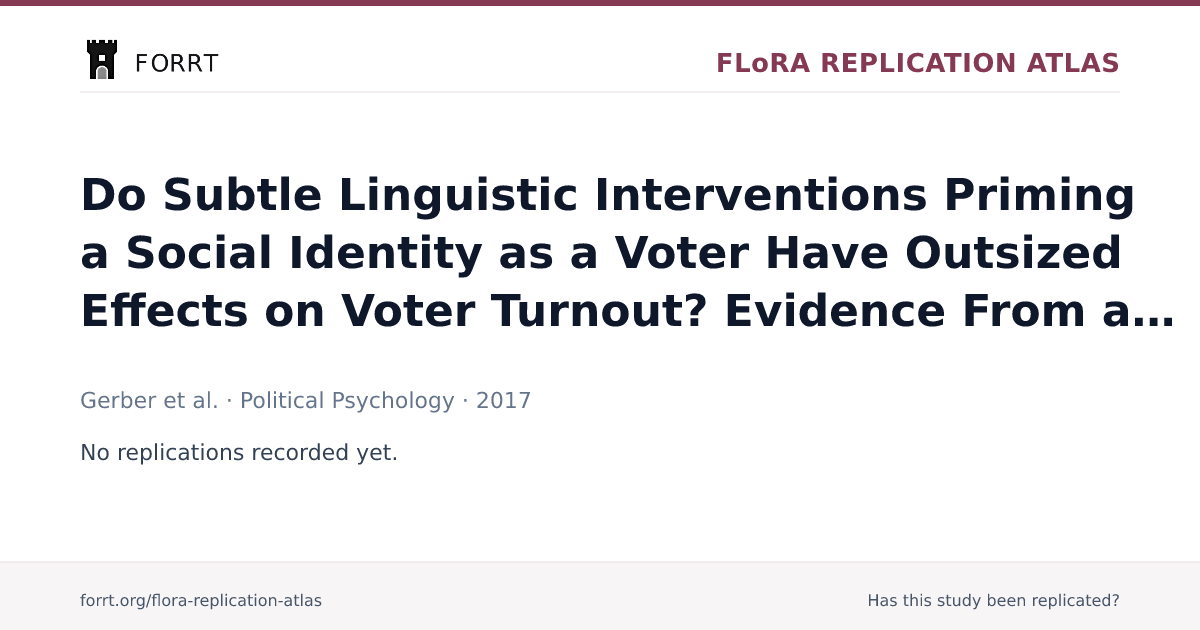 FORRT
FLoRA REPLICATION ATLAS
Do Subtle Linguistic Interventions Priming
a Social Identity as a Voter Have Outsized
Effects on Voter Turnout? Evidence From a…
Gerber et al. · Political Psychology · 2017
No replications recorded yet.
forrt.org/flora-replication-atlas
Has this study been replicated?